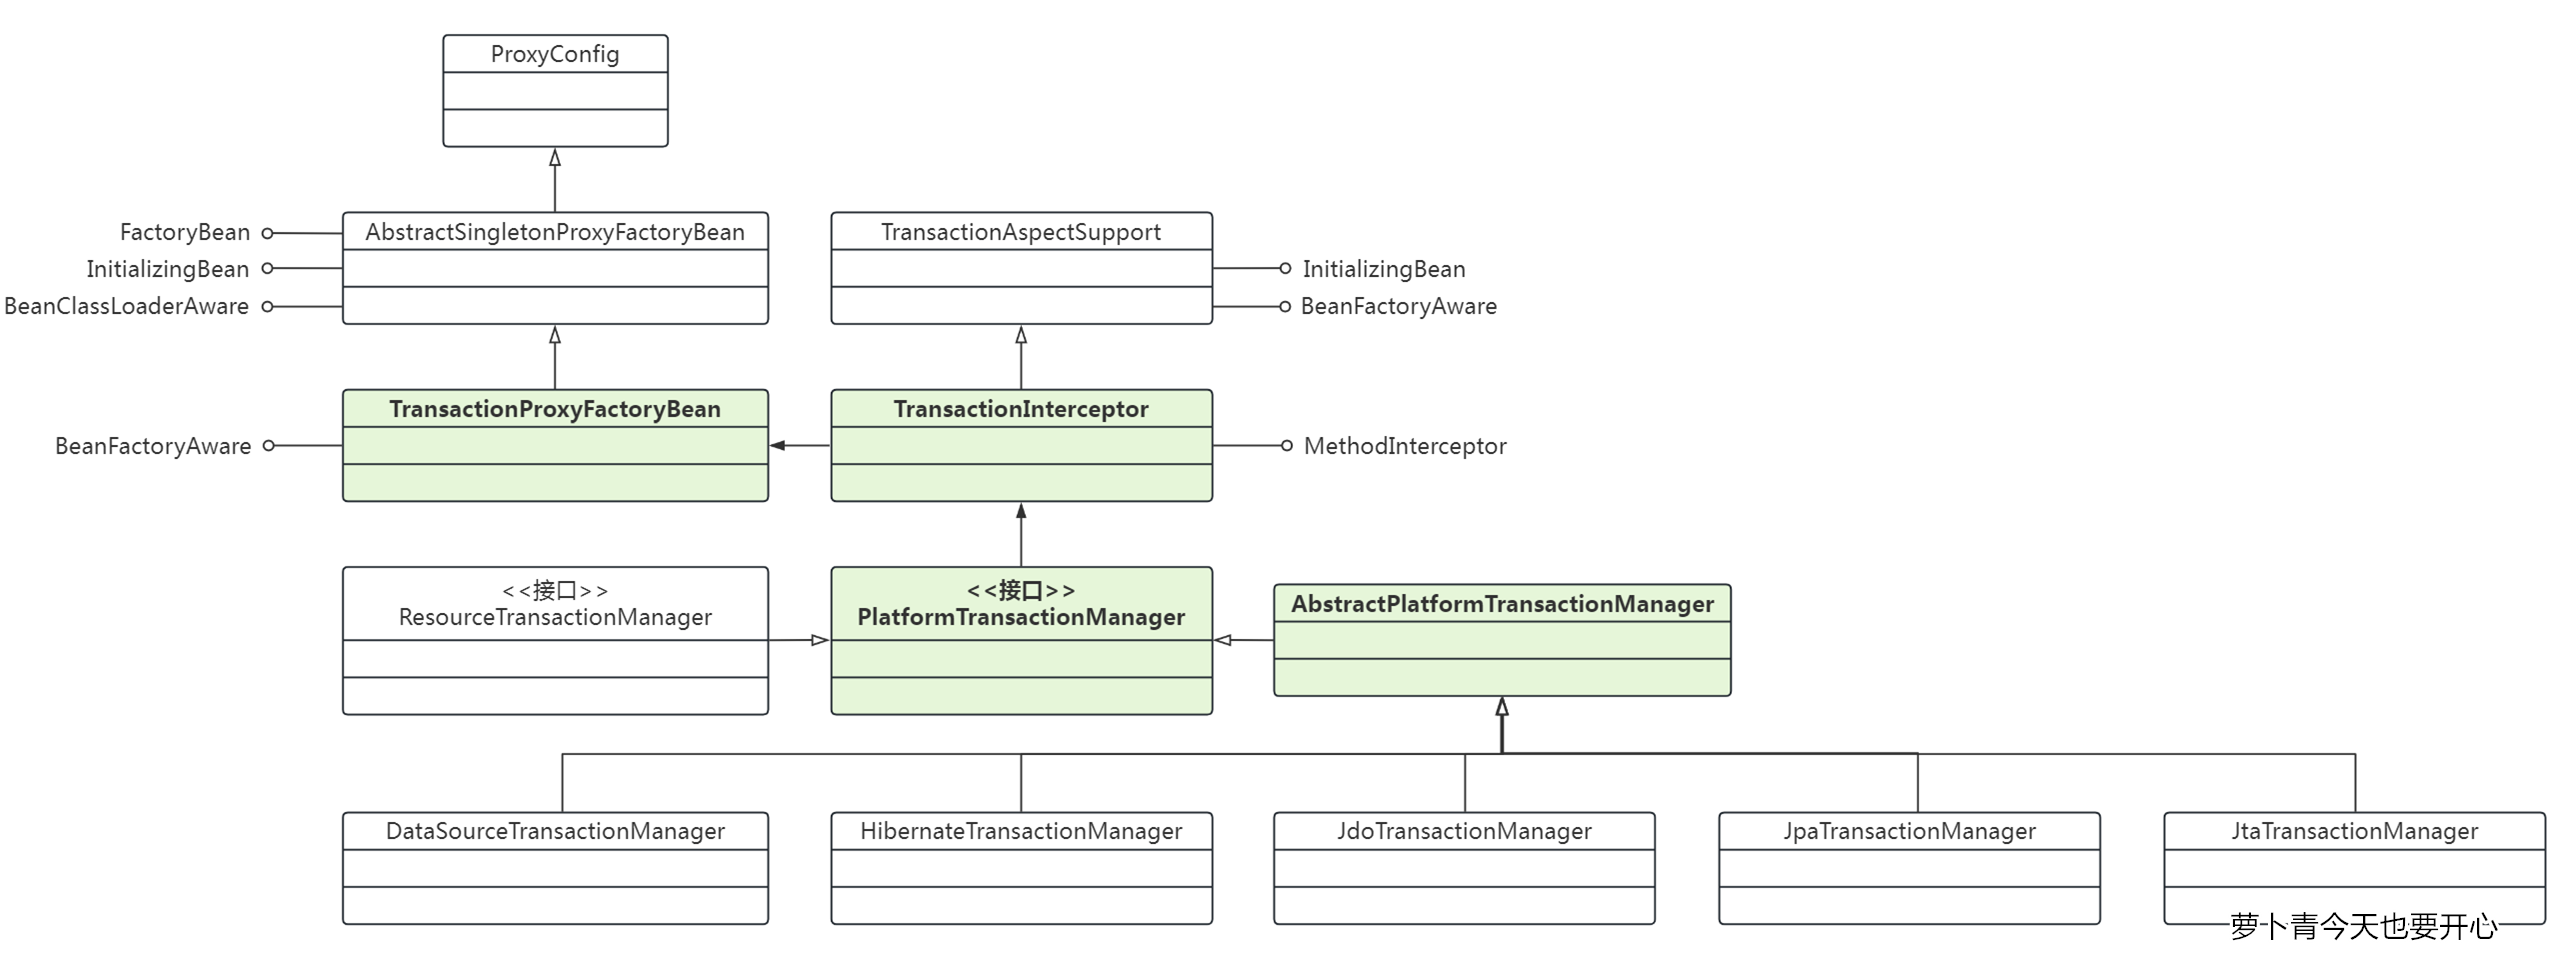 ProxyConfig
FactoryBean
AbstractSingletonProxyFactoryBean
TransactionAspectSupport
InitializingBean
InitializingBean
BeanClassLoaderAware
BeanFactoryAware
TransactionProxyFactoryBean
TransactionInterceptor
BeanFactoryAware
MethodInterceptor
<<接口>>
ResourceTransactionManager
<<接口>>
PlatformTransactionManager
AbstractPlatformTransactionManager
DataSourceTransactionManager
HibernateTransactionManager
JdoTransactionManager
JpaTransactionManager
JtaTransactionManager
萝卜青今天也要开心